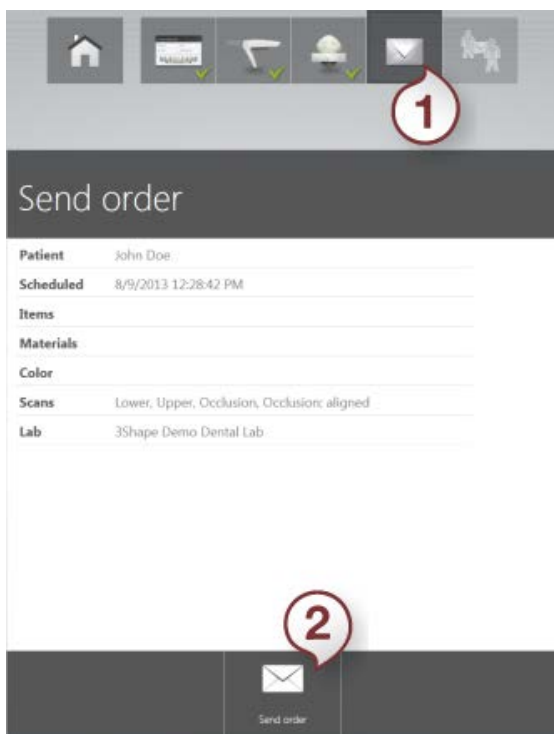 1
Send order
Patient John Doe
Scheduled 8/9/2013 12:28:42 PM
Items
Materials
Color
Scans Lower, Upper, Occlusion, Occlusion: aligned
Lab 3Shape Demo Dental Lab
2
Send order